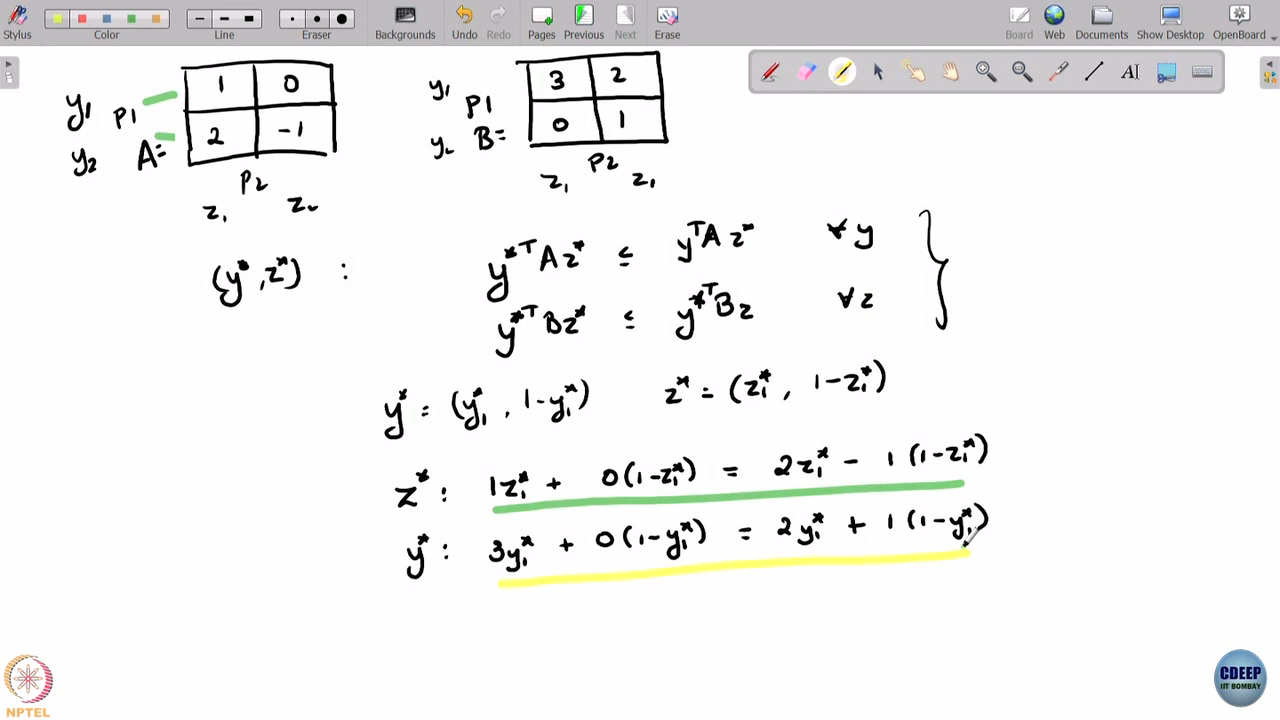 Stylus Color Line Eraser Backgrounds Undo Redo Pages Previous Next Erase Board Web Documents Show Desktop OpenBoard
y₁ P1 1 0
y₂ A= 2 -1
P2
z₁ z₂
y₁ P1 3 2
y₂ B= 0 1
P2
z₁ z₁
(y*, z*) : y*ᵀAz* ≤ yᵀAz* ∀y
y*ᵀBz* ≤ y*ᵀBz ∀z
y* = (y₁*, 1-y₁*) z* = (z₁*, 1-z₁*)
z* : 1z₁* + 0(1-z₁*) = 2z₁* - 1(1-z₁*)
y* : 3y₁* + 0(1-y₁*) = 2y₁* + 1(1-y₁*)
NPTEL
CDEEP
IIT BOMBAY